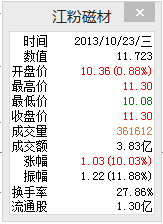 江粉磁材
时间 2013/10/23/三
数值 11.723
开盘价 10.36(0.88%)
最高价 11.30
最低价 10.08
收盘价 11.30
成交量 361612
成交额 3.83亿
涨幅 1.03(10.03%)
振幅 1.22(11.88%)
换手率 27.86%
流通股 1.30亿